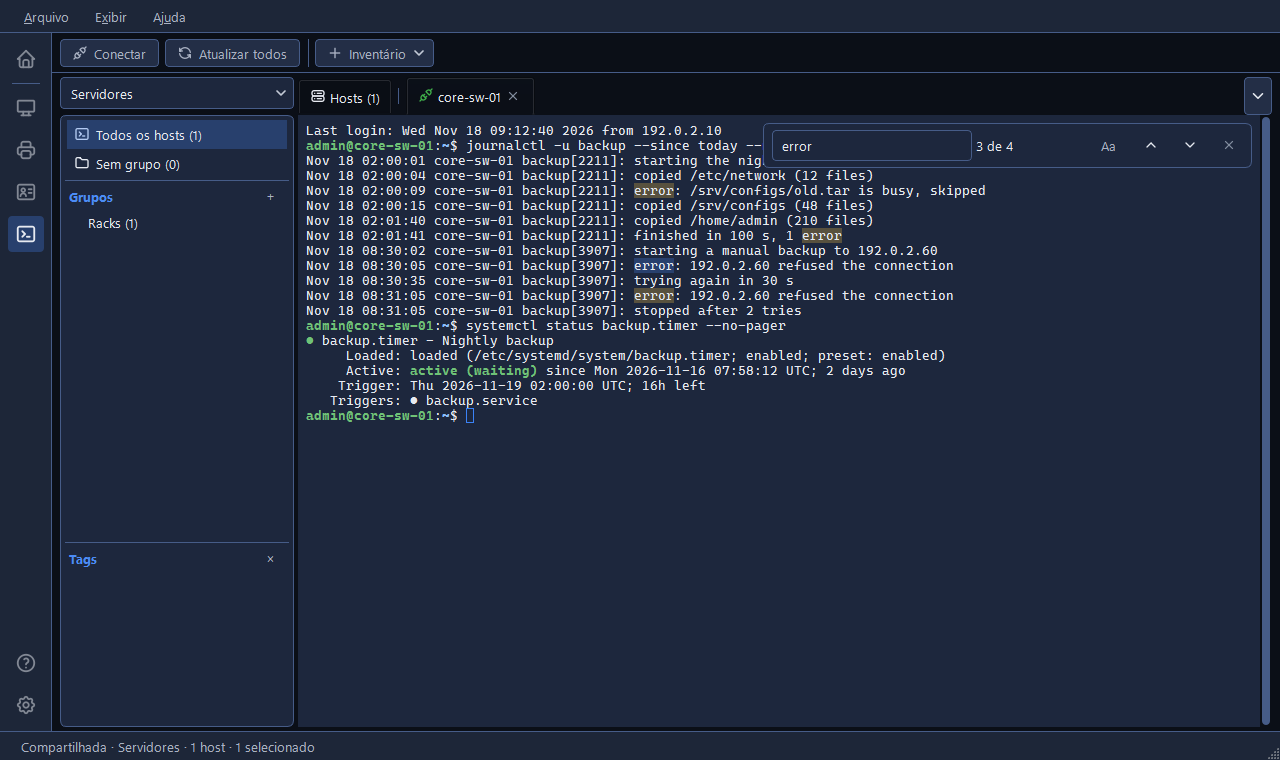 Arquivo Exibir Ajuda
Conectar Atualizar todos Inventário
Servidores
Hosts (1) core-sw-01
Todos os hosts (1)
Sem grupo (0)
Grupos +
Racks (1)
Tags ×
error 3 de 4 Aa
Last login: Wed Nov 18 09:12:40 2026 from 192.0.2.10
admin@core-sw-01:~$ journalctl -u backup --since today --
Nov 18 02:00:01 core-sw-01 backup[2211]: starting the nig
Nov 18 02:00:04 core-sw-01 backup[2211]: copied /etc/network (12 files)
Nov 18 02:00:09 core-sw-01 backup[2211]: error: /srv/configs/old.tar is busy, skipped
Nov 18 02:00:15 core-sw-01 backup[2211]: copied /srv/configs (48 files)
Nov 18 02:01:40 core-sw-01 backup[2211]: copied /home/admin (210 files)
Nov 18 02:01:41 core-sw-01 backup[2211]: finished in 100 s, 1 error
Nov 18 08:30:02 core-sw-01 backup[3907]: starting a manual backup to 192.0.2.60
Nov 18 08:30:05 core-sw-01 backup[3907]: error: 192.0.2.60 refused the connection
Nov 18 08:30:35 core-sw-01 backup[3907]: trying again in 30 s
Nov 18 08:31:05 core-sw-01 backup[3907]: error: 192.0.2.60 refused the connection
Nov 18 08:31:05 core-sw-01 backup[3907]: stopped after 2 tries
admin@core-sw-01:~$ systemctl status backup.timer --no-pager
● backup.timer - Nightly backup
Loaded: loaded (/etc/systemd/system/backup.timer; enabled; preset: enabled)
Active: active (waiting) since Mon 2026-11-16 07:58:12 UTC; 2 days ago
Trigger: Thu 2026-11-19 02:00:00 UTC; 16h left
Triggers: ● backup.service
admin@core-sw-01:~$
Compartilhada · Servidores · 1 host · 1 selecionado